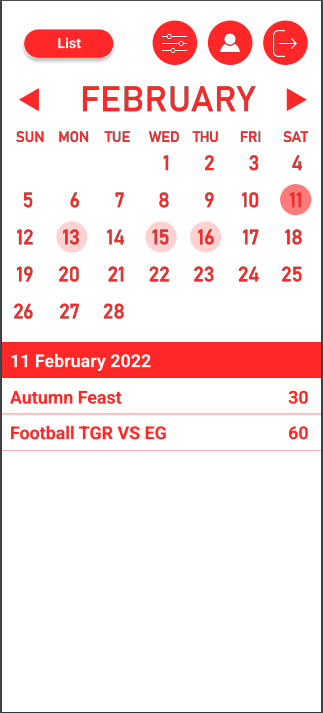 List
FEBRUARY
SUN MON TUE WED THU FRI SAT
1 2 3 4
5 6 7 8 9 10 11
12 13 14 15 16 17 18
19 20 21 22 23 24 25
26 27 28
11 February 2022
Autumn Feast 30
Football TGR VS EG 60